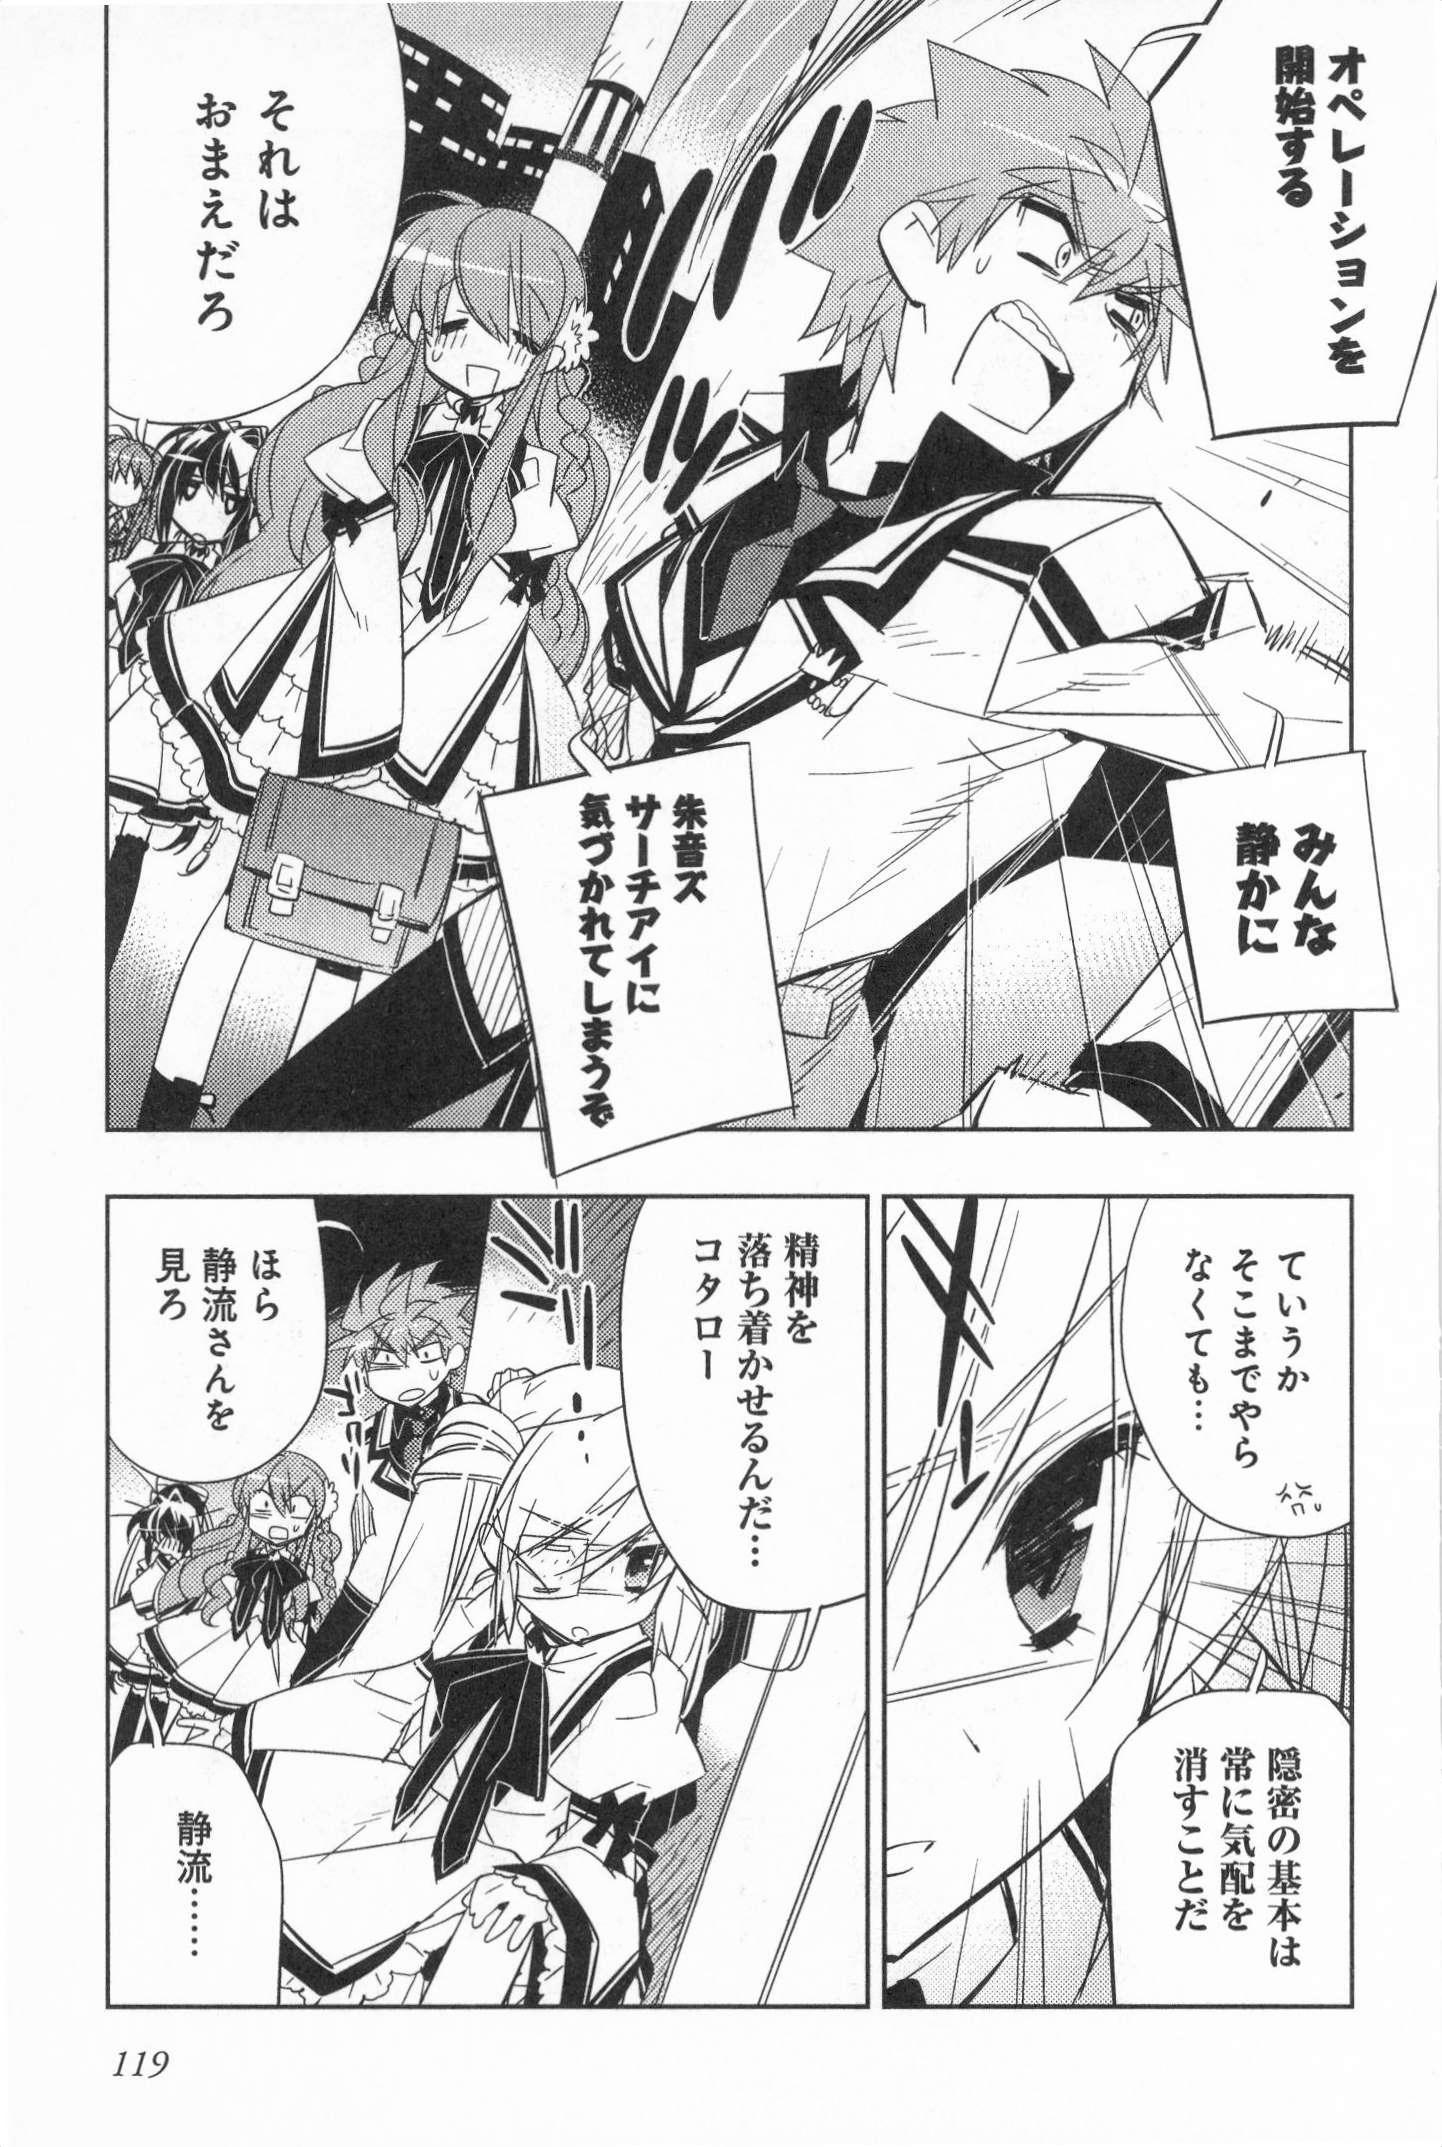 オペレーションを
開始する
みんな
静かに
朱音ズ
サーチアイに
気づかれてしまうぞ
それは
おまえだろ
ていうか
そこまでやら
なくても…
隠密の基本は
常に気配を
消すことだ
精神を
落ち着かせるんだ…
コタロー
ほら
静流さんを
見ろ
静流……
119